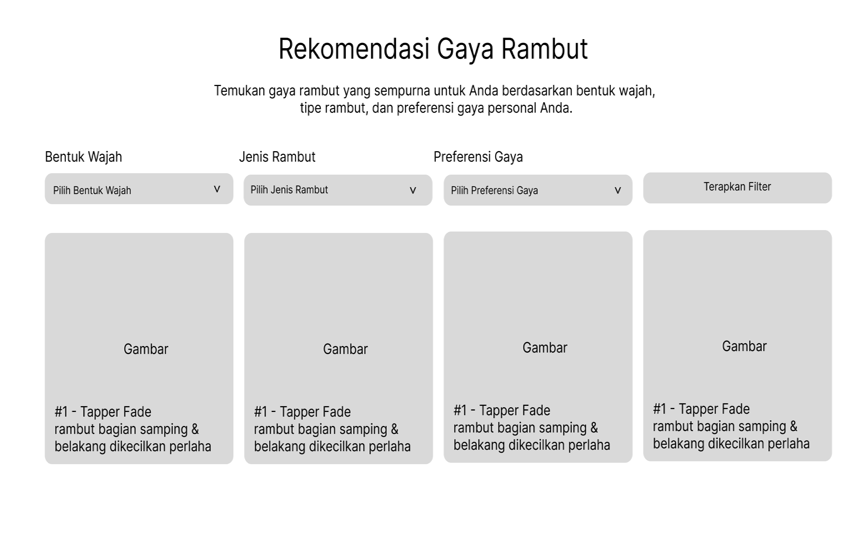 Rekomendasi Gaya Rambut
Temukan gaya rambut yang sempurna untuk Anda berdasarkan bentuk wajah,
tipe rambut, dan preferensi gaya personal Anda.
Bentuk Wajah
Jenis Rambut
Preferensi Gaya
Pilih Bentuk Wajah v
Pilih Jenis Rambut v
Pilih Preferensi Gaya v
Terapkan Filter
Gambar
#1 - Tapper Fade
rambut bagian samping &
belakang dikecilkan perlaha
Gambar
#1 - Tapper Fade
rambut bagian samping &
belakang dikecilkan perlaha
Gambar
#1 - Tapper Fade
rambut bagian samping &
belakang dikecilkan perlaha
Gambar
#1 - Tapper Fade
rambut bagian samping &
belakang dikecilkan perlaha